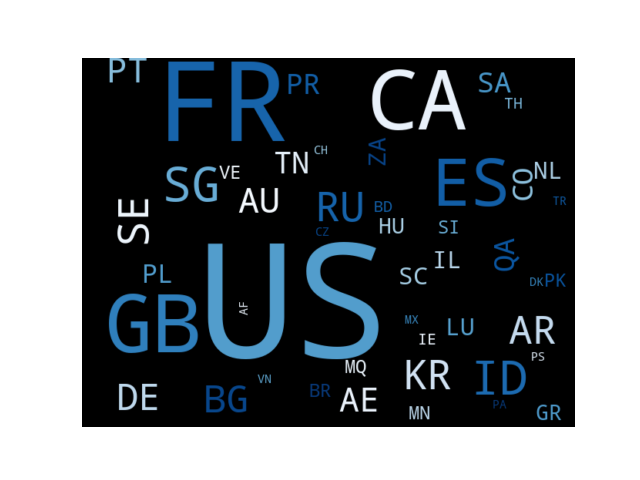 PT FR PR CA SA
TH
ZA
CH
TN
SG VE AU
ES CO NL
TR
SE
RU BD
HU SI
CZ
US
IL QA
PL SC
DK PK
GB AF
MX IE LU AR
PS
MQ KR ID
VN
DE BG BR AE
PA
MN GR